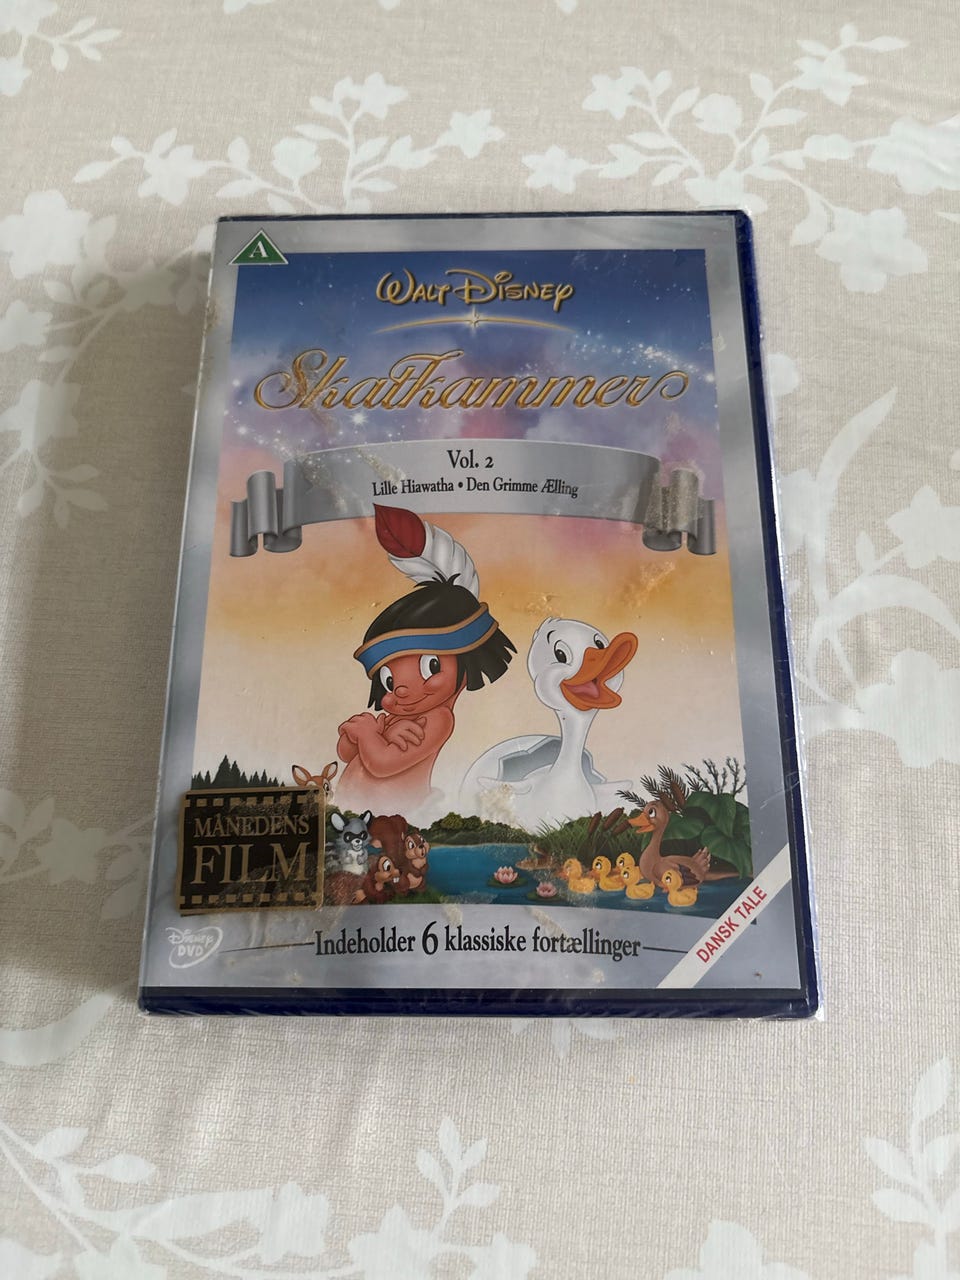 A
WALT DISNEY
Skatkammer
Vol. 2
Lille Hiawatha • Den Grimme Ælling
MÅNEDENS
FILM
DANSK TALE
Disney
DVD
Indeholder 6 klassiske fortællinger